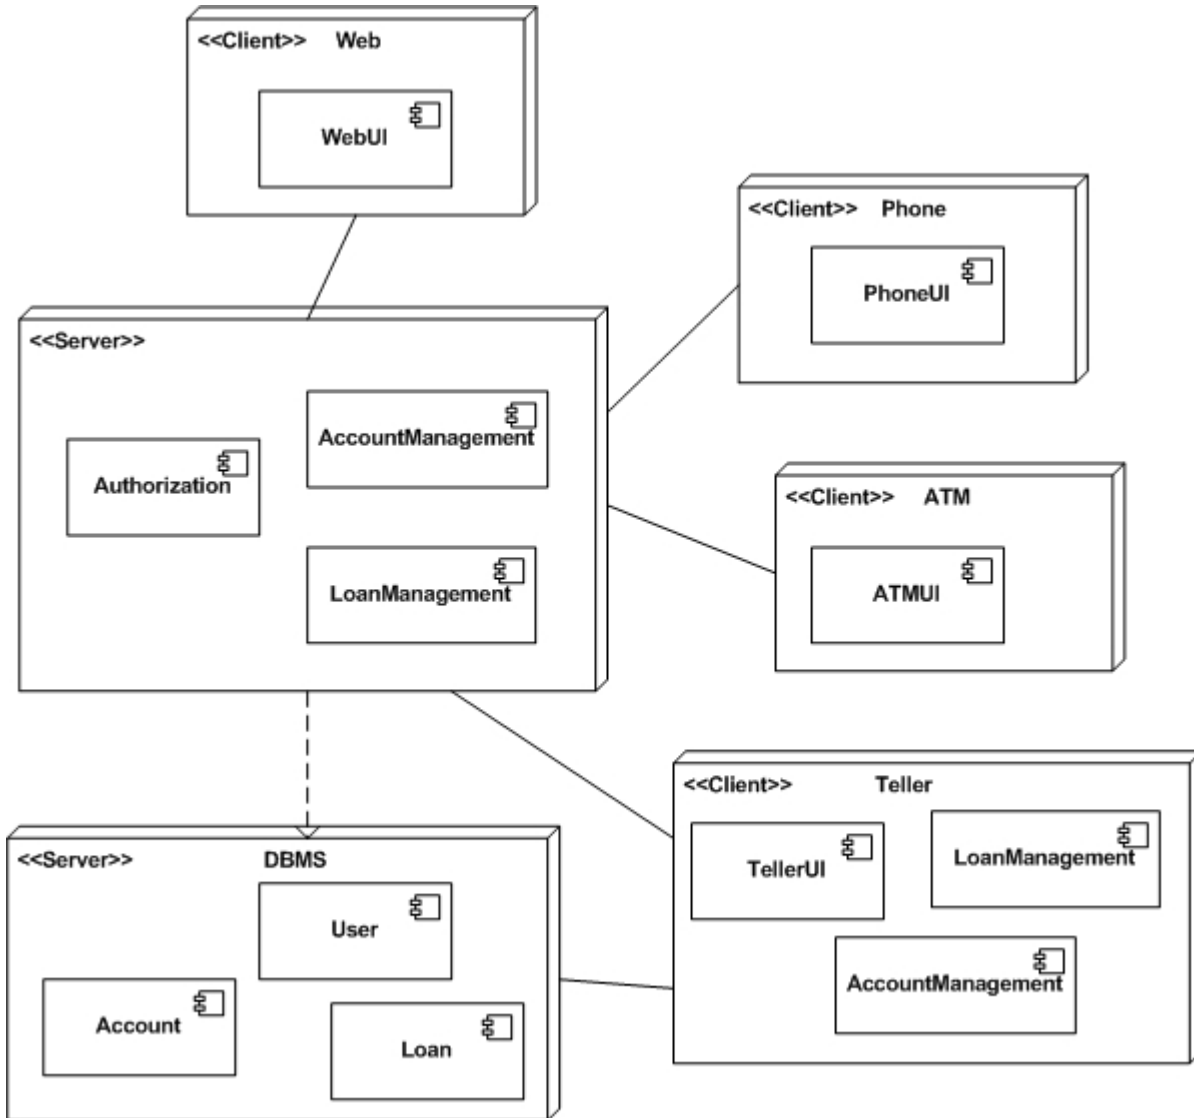 <<Client>> Web
WebUI
<<Client>> Phone
PhoneUI
<<Server>>
AccountManagement
Authorization
LoanManagement
<<Client>> ATM
ATMUI
<<Client>> Teller
TellerUI
LoanManagement
AccountManagement
<<Server>> DBMS
User
Account
Loan